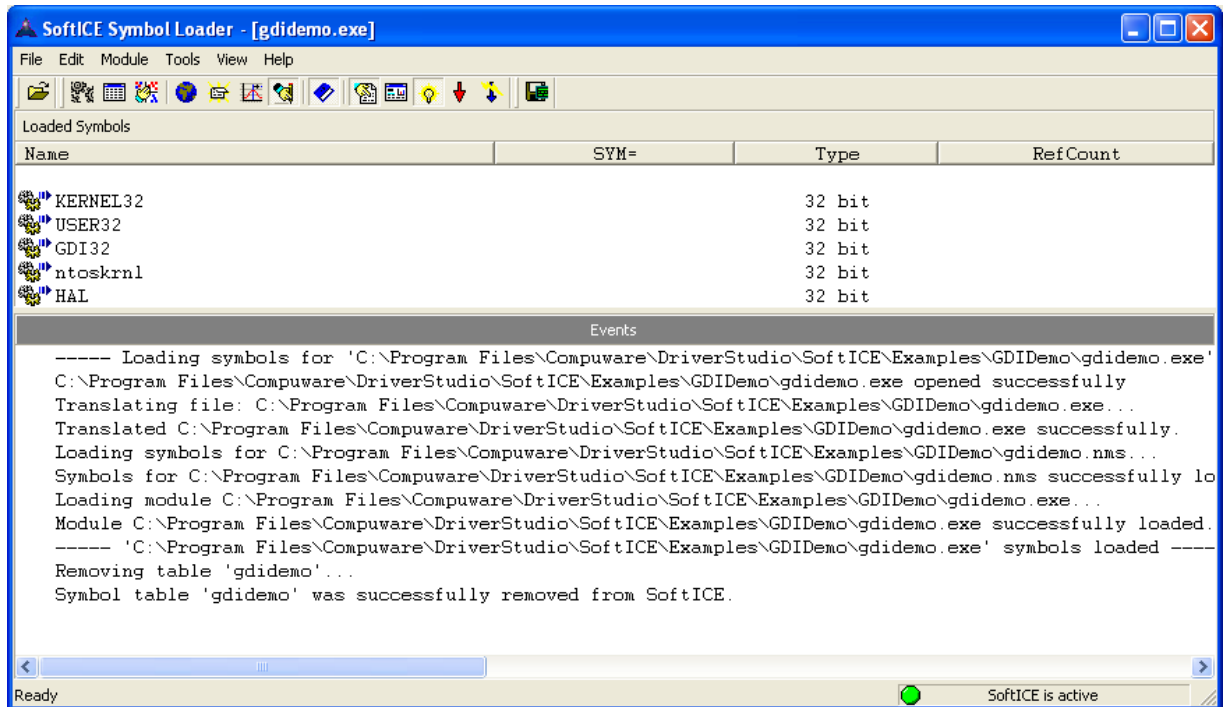 SoftICE Symbol Loader - [gdidemo.exe]
File Edit Module Tools View Help
Loaded Symbols
Name SYM= Type RefCount
KERNEL32 32 bit
USER32 32 bit
GDI32 32 bit
ntoskrnl 32 bit
HAL 32 bit
Events
----- Loading symbols for 'C:\Program Files\Compuware\DriverStudio\SoftICE\Examples\GDIDemo\gdidemo.exe'
C:\Program Files\Compuware\DriverStudio\SoftICE\Examples\GDIDemo\gdidemo.exe opened successfully
Translating file: C:\Program Files\Compuware\DriverStudio\SoftICE\Examples\GDIDemo\gdidemo.exe...
Translated C:\Program Files\Compuware\DriverStudio\SoftICE\Examples\GDIDemo\gdidemo.exe successfully.
Loading symbols for C:\Program Files\Compuware\DriverStudio\SoftICE\Examples\GDIDemo\gdidemo.nms...
Symbols for C:\Program Files\Compuware\DriverStudio\SoftICE\Examples\GDIDemo\gdidemo.nms successfully lo
Loading module C:\Program Files\Compuware\DriverStudio\SoftICE\Examples\GDIDemo\gdidemo.exe...
Module C:\Program Files\Compuware\DriverStudio\SoftICE\Examples\GDIDemo\gdidemo.exe successfully loaded.
----- 'C:\Program Files\Compuware\DriverStudio\SoftICE\Examples\GDIDemo\gdidemo.exe' symbols loaded ----
Removing table 'gdidemo'...
Symbol table 'gdidemo' was successfully removed from SoftICE.
Ready SoftICE is active